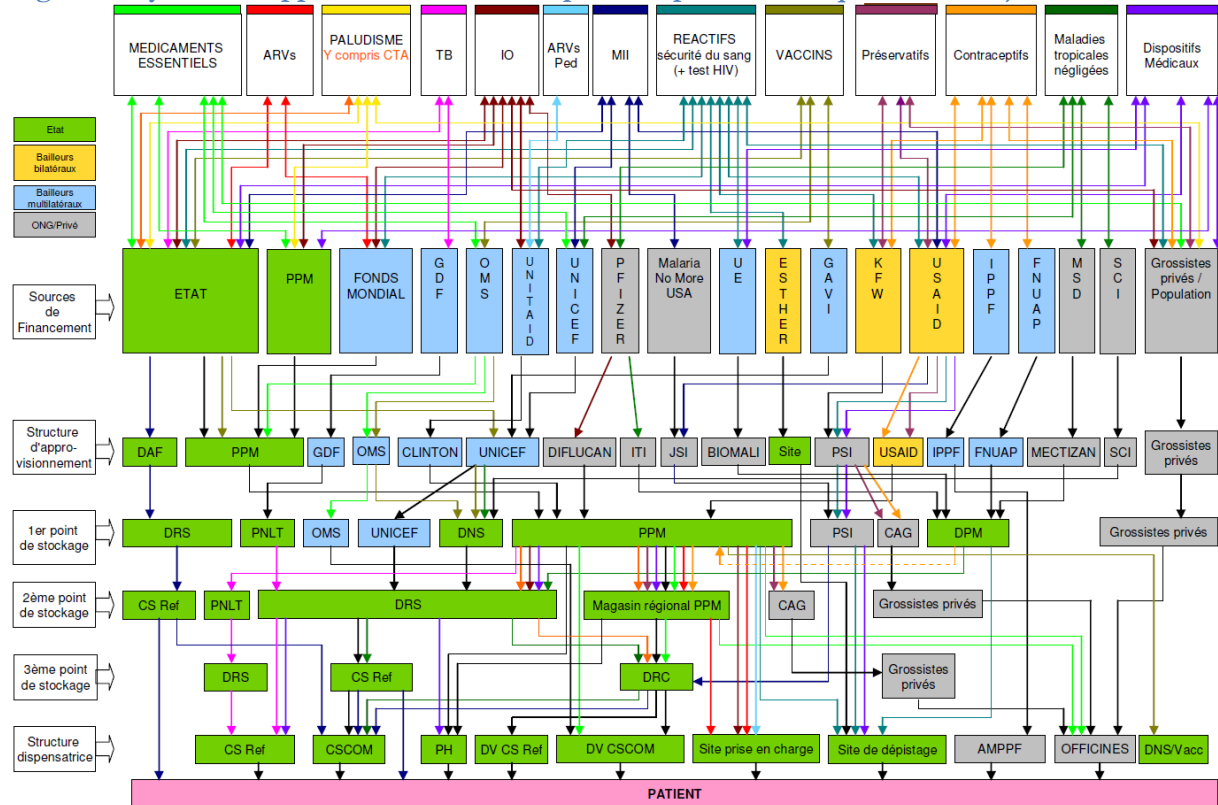 MEDICAMENTS
ESSENTIELS
ARVs
PALUDISME
Y compris CTA
TB
IO
ARVs
Ped
MII
REACTIFS
sécurité du sang
(+ test HIV)
VACCINS
Préservatifs
Contraceptifs
Maladies
tropicales
négligées
Dispositifs
Médicaux
Etat
Bailleurs
bilatéraux
Bailleurs
multilatéraux
ONG/Privé
Sources
de
Financement
ETAT
PPM
FONDS
MONDIAL
GDF
OMS
UNITAID
UNICEF
PFIZER
Malaria
No More
USA
UE
ESTHER
GAVI
KFW
USAID
IPPF
FNUAP
MSD
SCI
Grossistes
privés /
Population
Structure
d'appro-
visionnement
DAF
PPM
GDF
OMS
CLINTON
UNICEF
DIFLUCAN
ITI
JSI
BIOMALI
Site
PSI
USAID
IPPF
FNUAP
MECTIZAN
SCI
Grossistes
privés
1er point
de stockage
DRS
PNLT
OMS
UNICEF
DNS
PPM
PSI
CAG
DPM
Grossistes privés
2ème point
de stockage
CS Ref
PNLT
DRS
Magasin régional PPM
CAG
Grossistes privés
3ème point
de stockage
DRS
CS Ref
DRC
Grossistes
privés
Structure
dispensatrice
CS Ref
CSCOM
PH
DV CS Ref
DV CSCOM
Site prise en charge
Site de dépistage
AMPPF
OFFICINES
DNS/Vacc
PATIENT